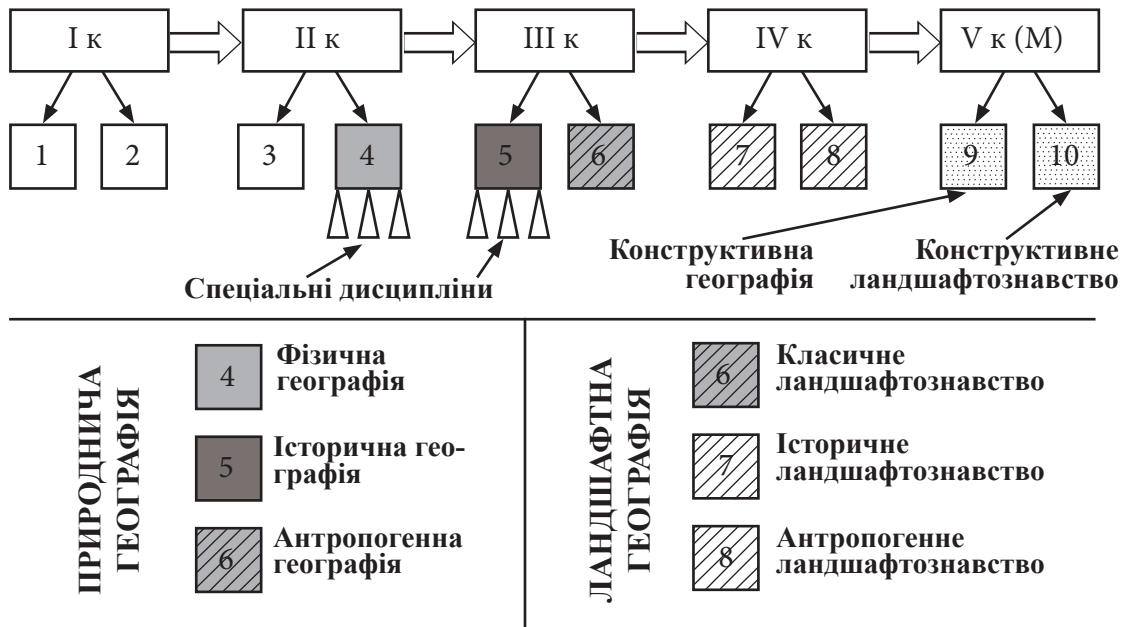 I к
II к
III к
IV к
V к (М)
1
2
3
4
5
6
7
8
9
10
Спеціальні дисципліни
Конструктивна
географія
Конструктивне
ландшафтознавство
ПРИРОДНИЧА
ГЕОГРАФІЯ
4
Фізична
географія
5
Історична гео-
графія
6
Антропогенна
географія
ЛАНДШАФТНА
ГЕОГРАФІЯ
6
Класичне
ландшафтознавство
7
Історичне
ландшафтознавство
8
Антропогенне
ландшафтознавство